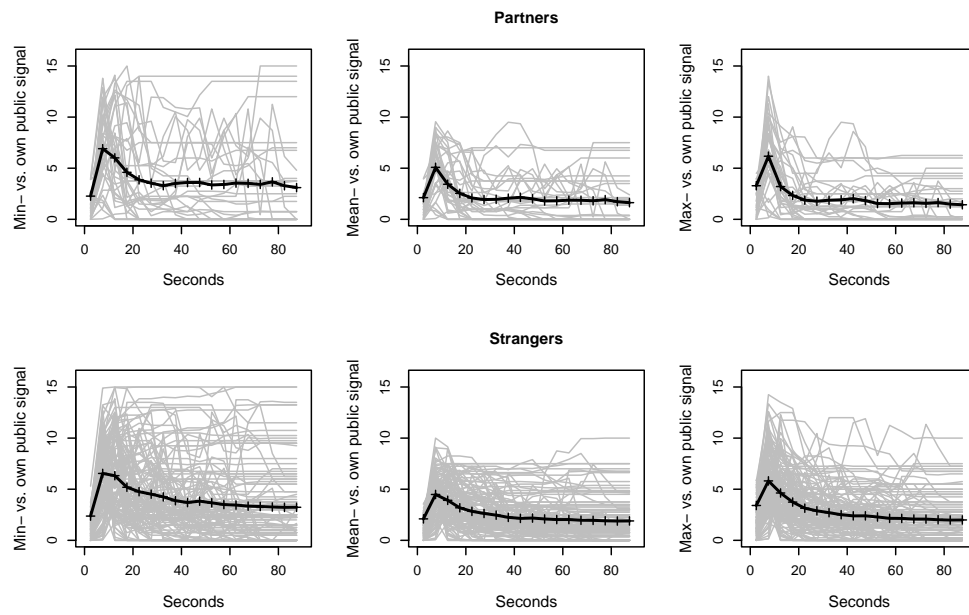 Partners
Min− vs. own public signal
0 5 10 15
0 20 40 60 80
Seconds
Mean− vs. own public signal
0 5 10 15
0 20 40 60 80
Seconds
Max− vs. own public signal
0 5 10 15
0 20 40 60 80
Seconds
Strangers
Min− vs. own public signal
0 5 10 15
0 20 40 60 80
Seconds
Mean− vs. own public signal
0 5 10 15
0 20 40 60 80
Seconds
Max− vs. own public signal
0 5 10 15
0 20 40 60 80
Seconds